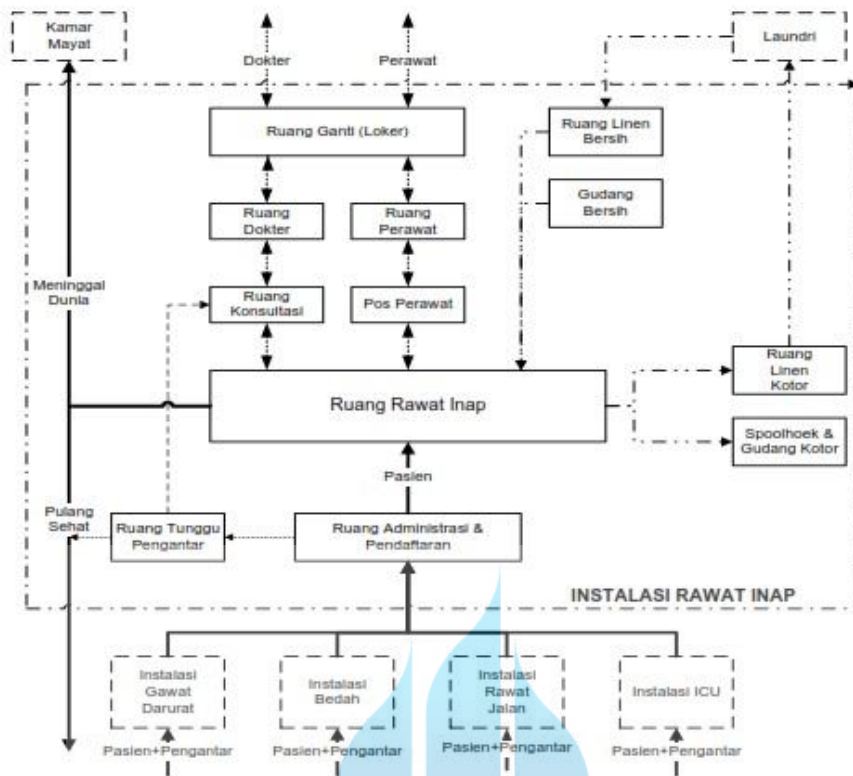 Kamar
Mayat
Dokter
Perawat
Laundri
Ruang Ganti (Loker)
Ruang Linen
Bersih
Gudang
Bersih
Ruang
Dokter
Ruang
Perawat
Meninggal
Dunia
Ruang
Konsultasi
Pos Perawat
Ruang
Linen
Kotor
Ruang Rawat Inap
Spoolhoek &
Gudang Kotor
Pasien
Pulang
Sehat
Ruang Tunggu
Pengantar
Ruang Administrasi &
Pendaftaran
INSTALASI RAWAT INAP
Instalasi
Gawat
Darurat
Instalasi
Bedah
Instalasi
Rawat
Jalan
Instalasi ICU
Pasien+Pengantar
Pasien+Pengantar
Pasien+Pengantar
Pasien+Pengantar